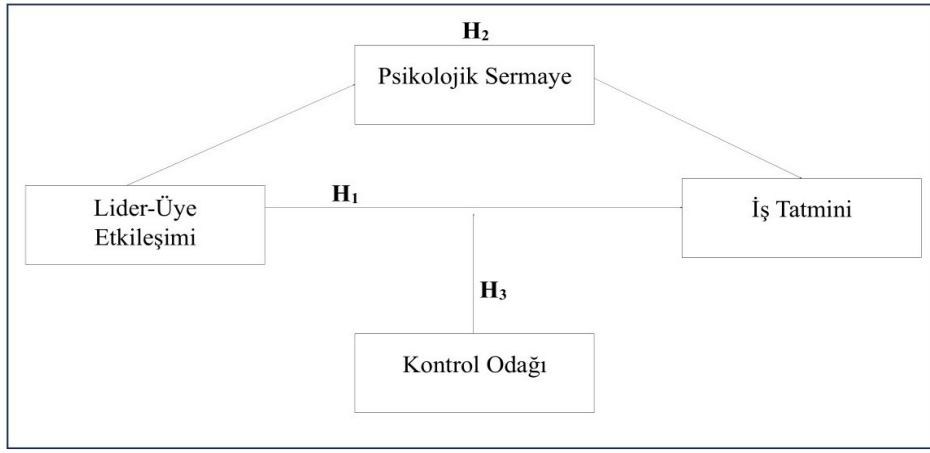 H₂
Psikolojik Sermaye
Lider-Üye
Etkileşimi
H₁
İş Tatmini
H₃
Kontrol Odağı